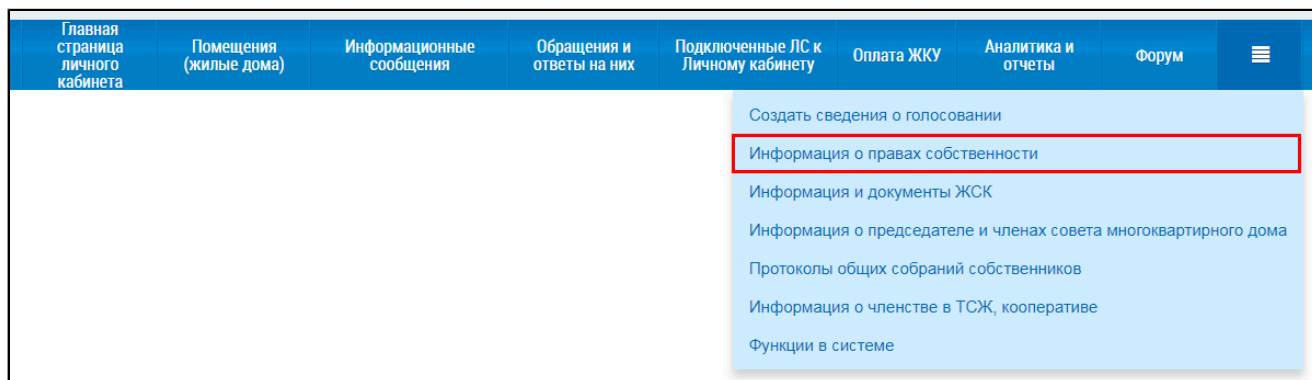 Главная
страница
личного
кабинета
Помещения
(жилые дома)
Информационные
сообщения
Обращения и
ответы на них
Подключенные ЛС к
Личному кабинету
Оплата ЖКУ
Аналитика и
отчеты
Форум
Создать сведения о голосовании
Информация о правах собственности
Информация и документы ЖСК
Информация о председателе и членах совета многоквартирного дома
Протоколы общих собраний собственников
Информация о членстве в ТСЖ, кооперативе
Функции в системе